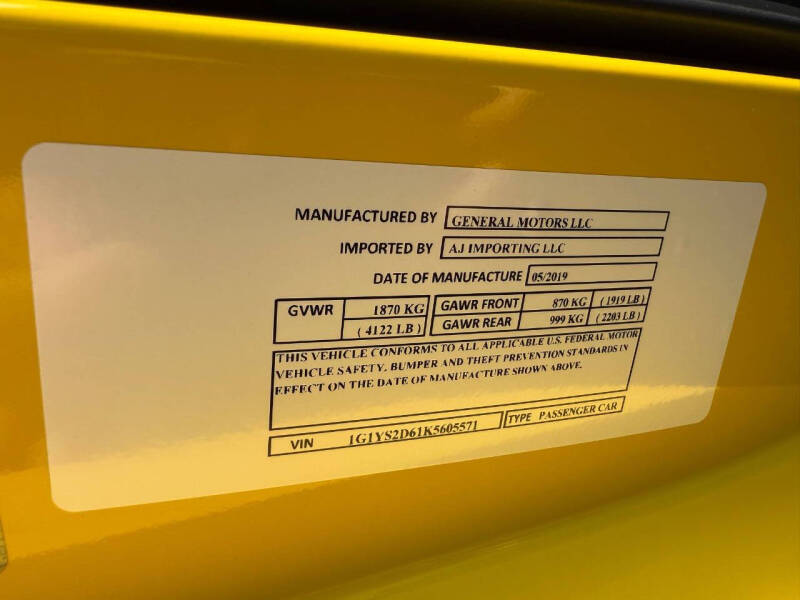 MANUFACTURED BY GENERAL MOTORS LLC
IMPORTED BY AJ IMPORTING LLC
DATE OF MANUFACTURE 05/2019
GVWR 1870 KG GAWR FRONT 870 KG (1919 LB)
(4122 LB) GAWR REAR 999 KG (2203 LB)
THIS VEHICLE CONFORMS TO ALL APPLICABLE U.S. FEDERAL MOTOR
VEHICLE SAFETY, BUMPER AND THEFT PREVENTION STANDARDS IN
EFFECT ON THE DATE OF MANUFACTURE SHOWN ABOVE.
VIN 1G1YS2D61K5605571 TYPE PASSENGER CAR